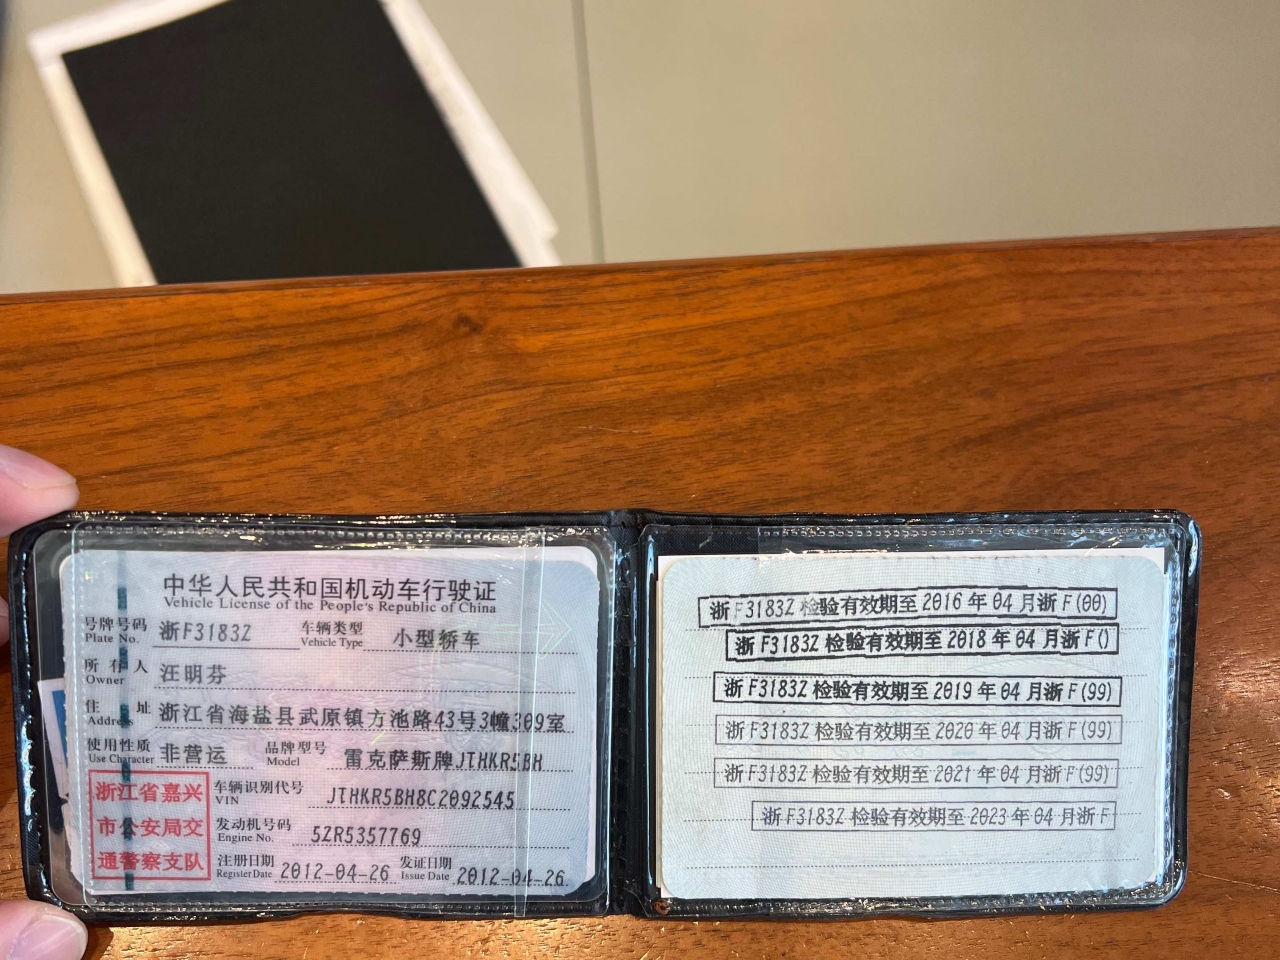 中华人民共和国机动车行驶证
Vehicle License of the People's Republic of China
号牌号码 浙F3183Z 车辆类型 小型轿车
Plate No. Vehicle Type
所有人 汪明芬
Owner
住址 浙江省海盐县武原镇方池路43号3幢309室
Address
使用性质 非营运 品牌型号 雷克萨斯牌JTHKR5BH
Use Character Model
浙江省嘉兴
市公安局交
通警察支队
车辆识别代号 JTHKR5BH8C2092545
VIN
发动机号码 5ZR5357769
Engine No.
注册日期 2012-04-26 发证日期 2012-04-26
Register Date Issue Date
浙F3183Z 检验有效期至2016年04月浙F(00)
浙F3183Z 检验有效期至2018年04月浙F()
浙F3183Z 检验有效期至2019年04月浙F(99)
浙F3183Z 检验有效期至2020年04月浙F(99)
浙F3183Z 检验有效期至2021年04月浙F(99)
浙F3183Z 检验有效期至2023年04月浙F